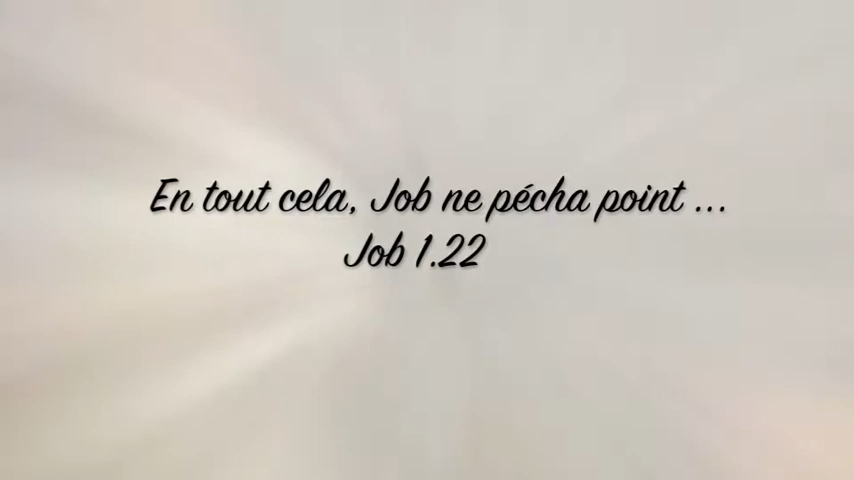 En tout cela, Job ne pécha point ...
Job 1.22